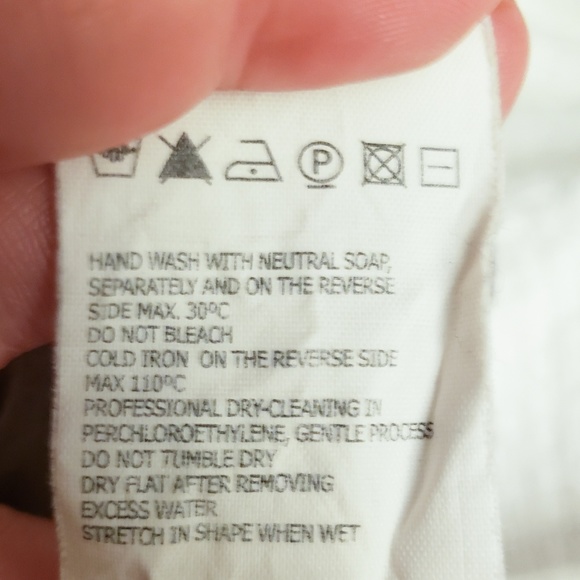 P
HAND WASH WITH NEUTRAL SOAP,
SEPARATELY AND ON THE REVERSE
SIDE MAX. 30ºC
DO NOT BLEACH
COLD IRON ON THE REVERSE SIDE
MAX 110ºC
PROFESSIONAL DRY-CLEANING IN
PERCHLOROETHYLENE, GENTLE PROCESS
DO NOT TUMBLE DRY
DRY FLAT AFTER REMOVING
EXCESS WATER
STRETCH IN SHAPE WHEN WET